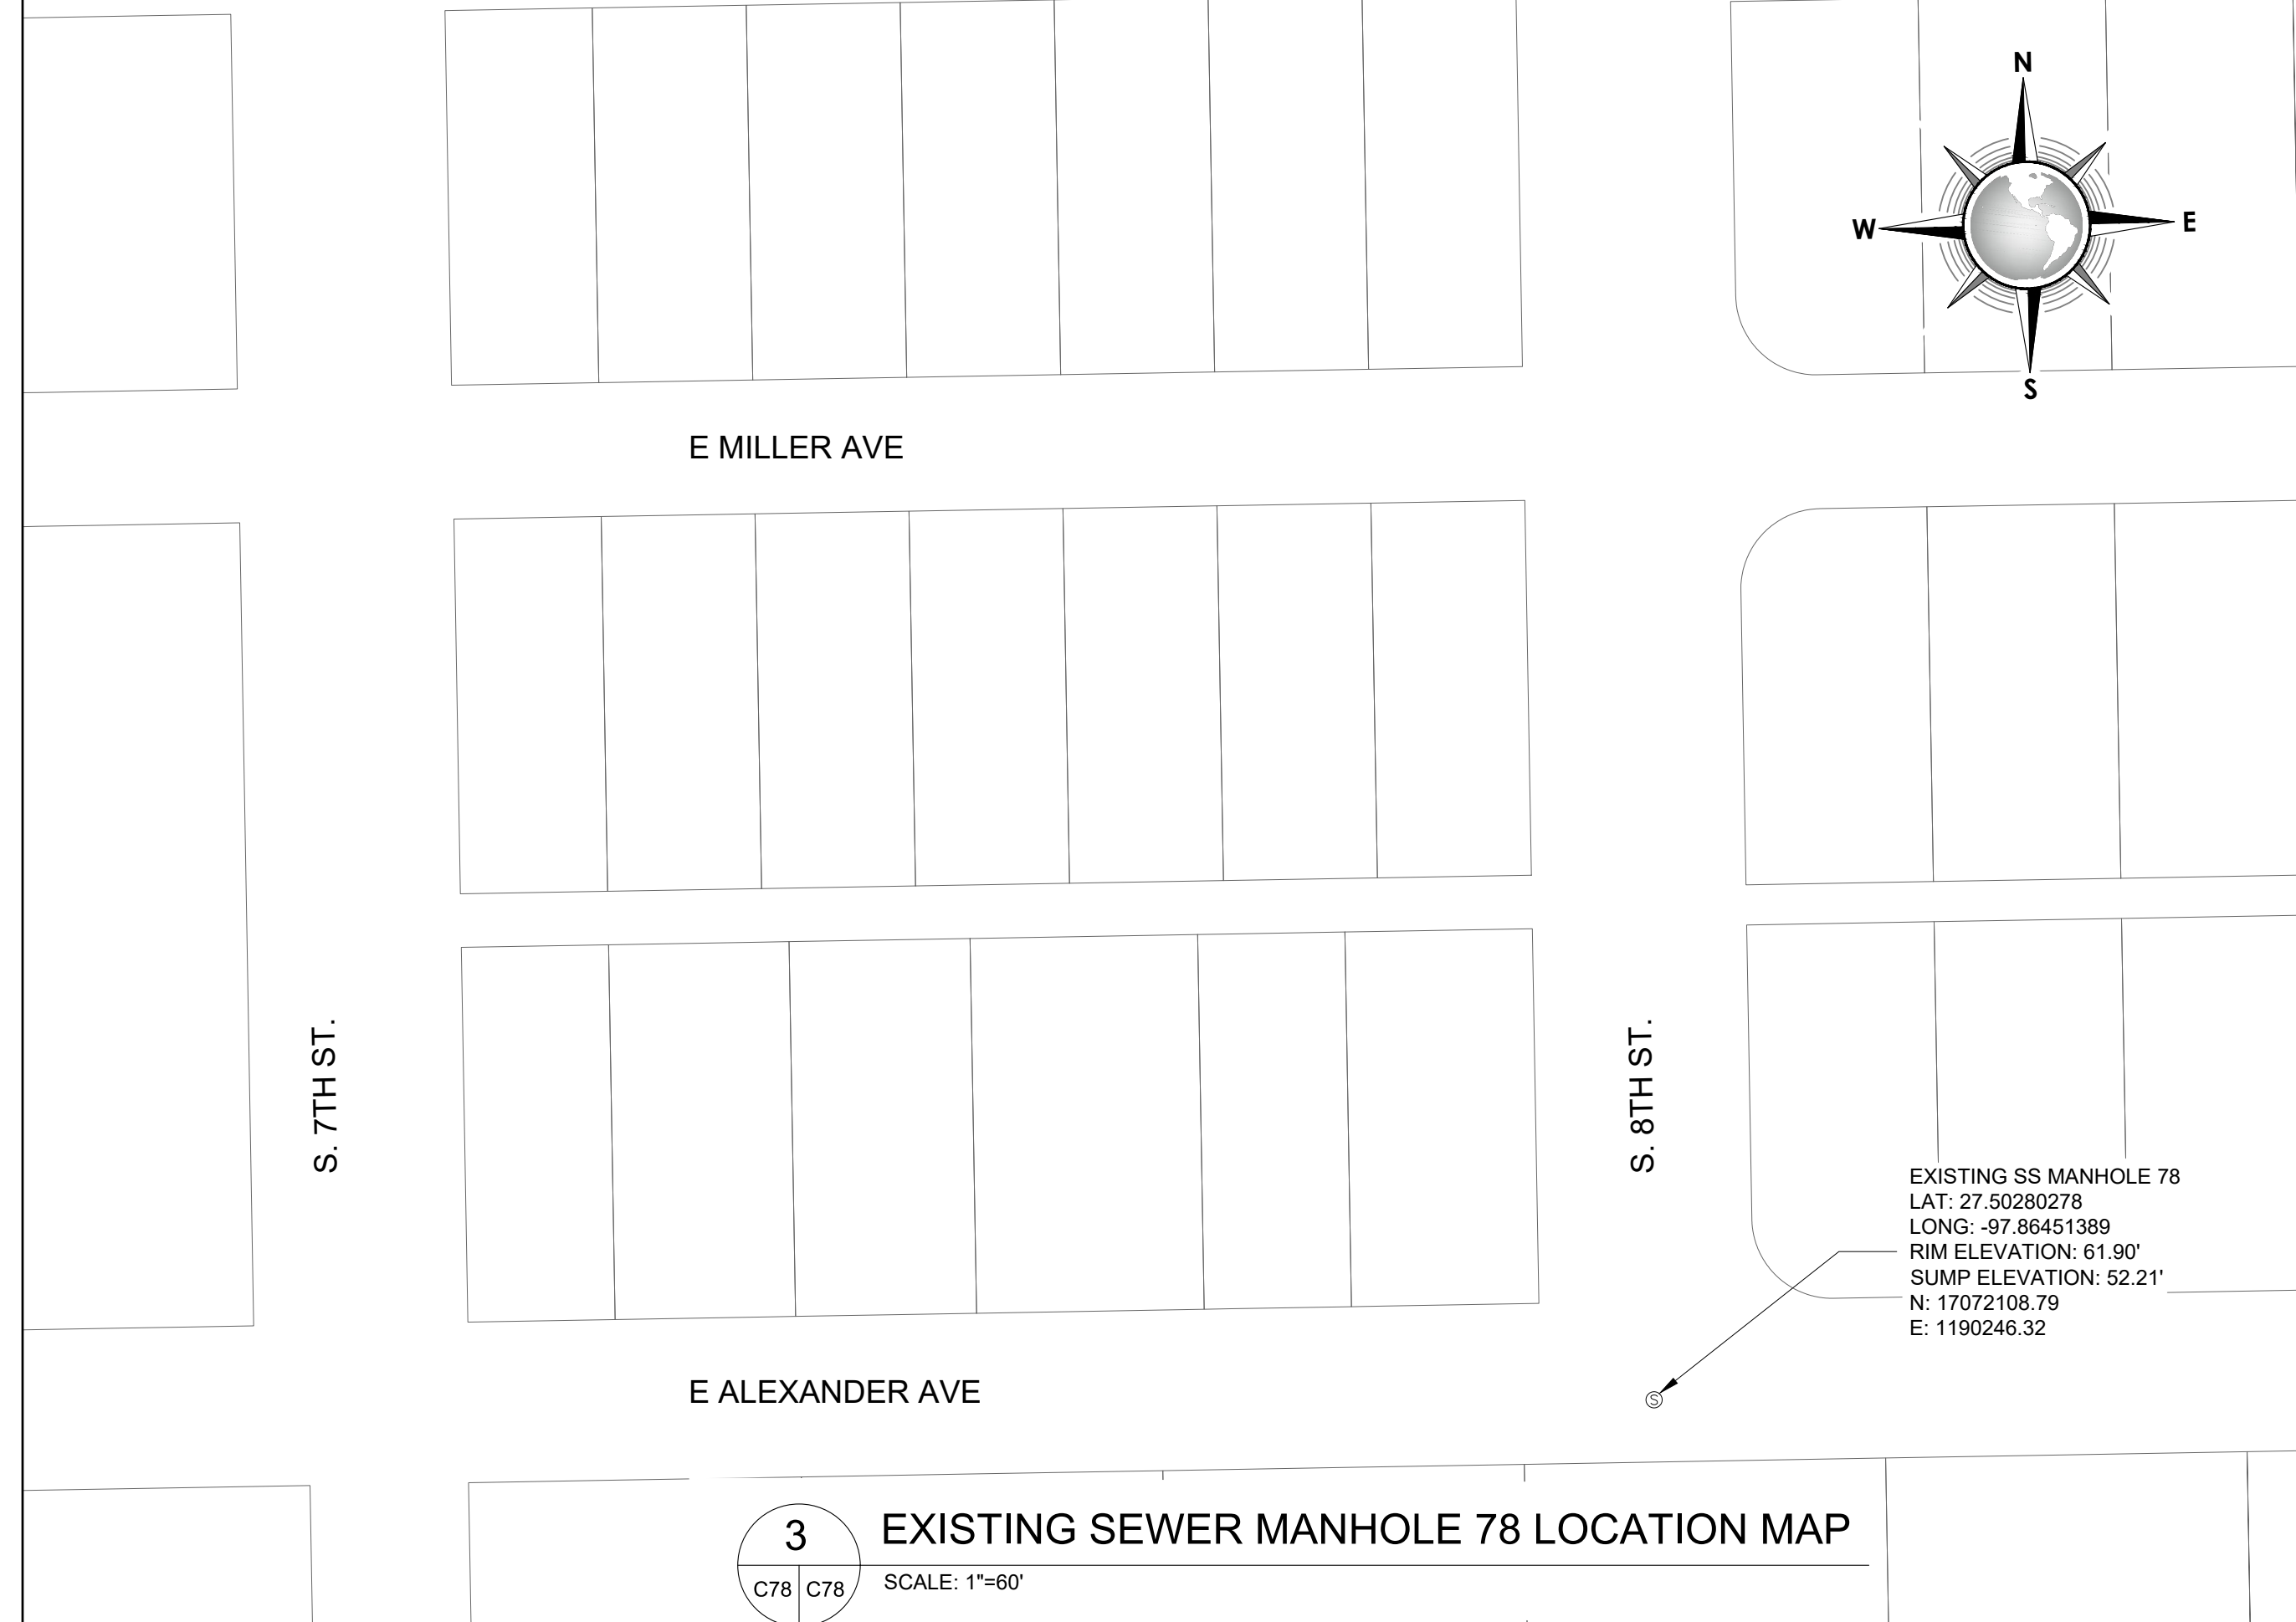 N
W
E
S
E MILLER AVE
S. 7TH ST.
S. 8TH ST.
EXISTING SS MANHOLE 78
LAT: 27.50280278
LONG: -97.86451389
RIM ELEVATION: 61.90'
SUMP ELEVATION: 52.21'
N: 17072108.79
E: 1190246.32
E ALEXANDER AVE
S
3
C78 C78
EXISTING SEWER MANHOLE 78 LOCATION MAP
SCALE: 1"=60'